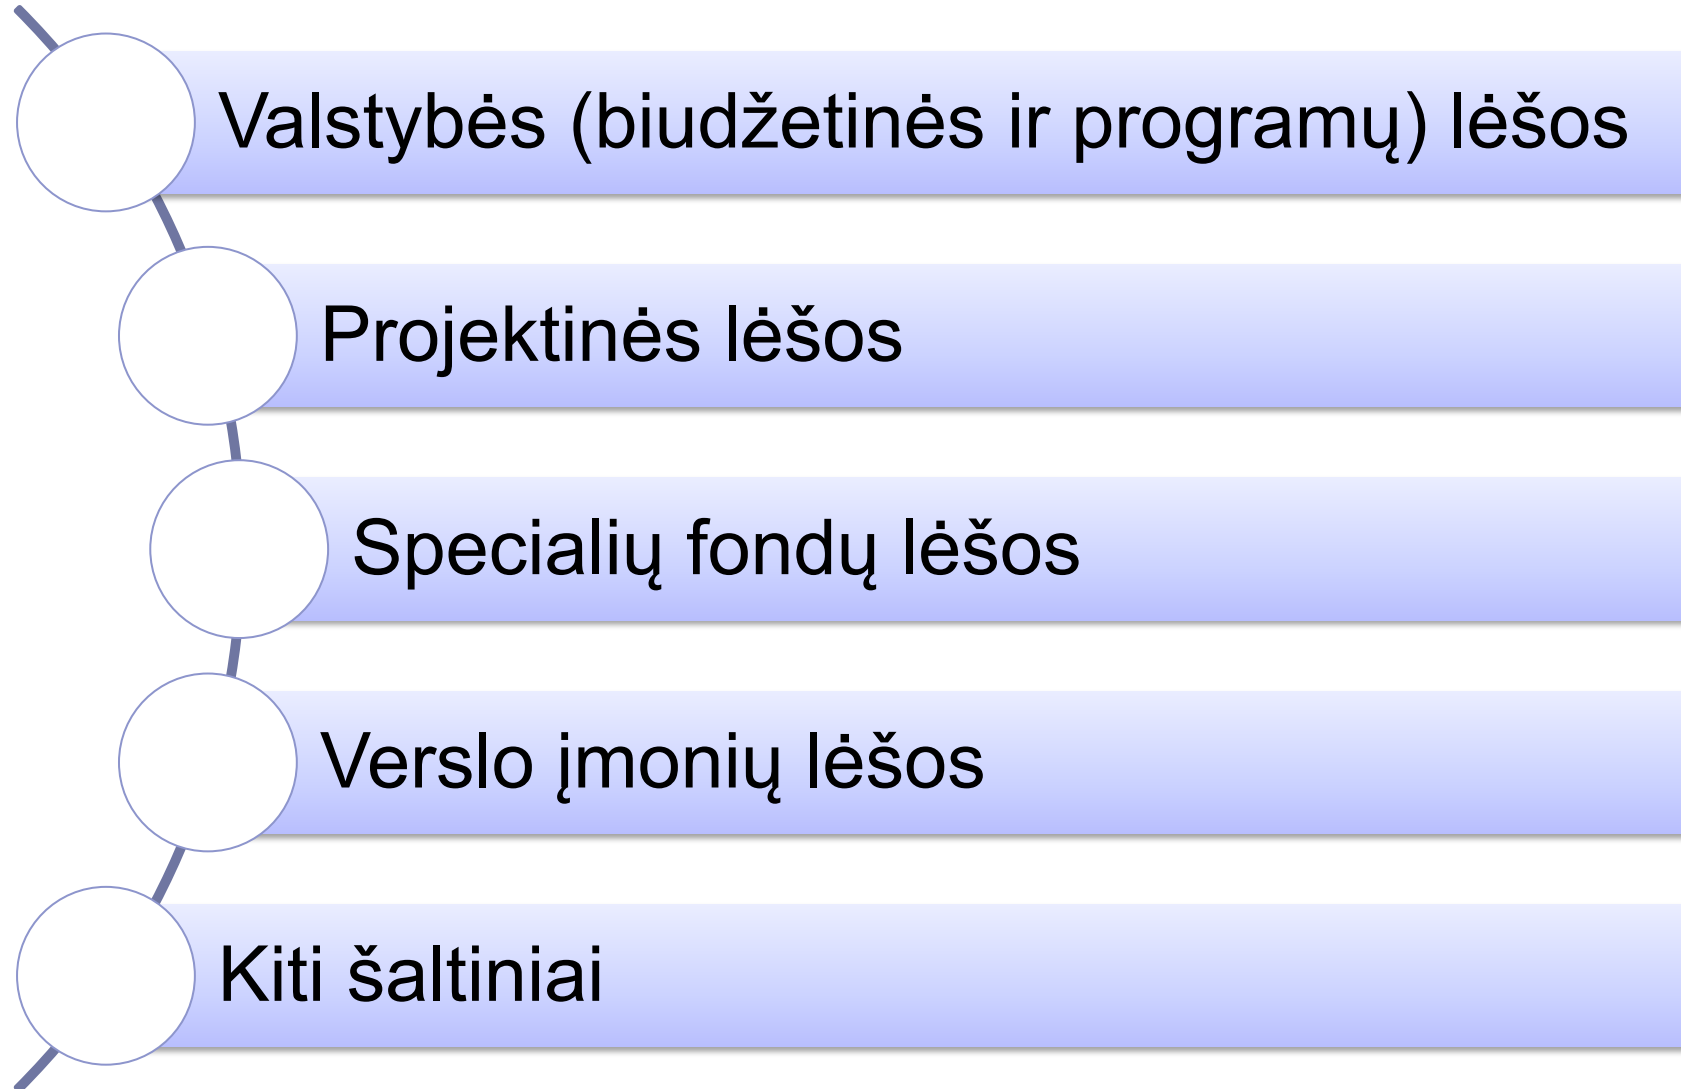 Valstybės (biudžetinės ir programų) lėšos
Projektinės lėšos
Specialių fondų lėšos
Verslo įmonių lėšos
Kiti šaltiniai